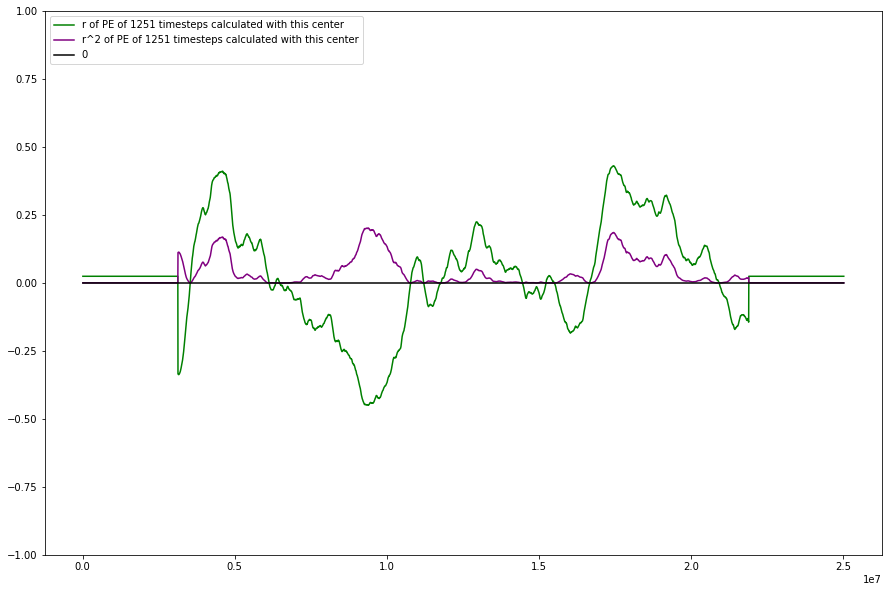 r of PE of 1251 timesteps calculated with this center
r^2 of PE of 1251 timesteps calculated with this center
0
1.00
0.75
0.50
0.25
0.00
−0.25
−0.50
−0.75
−1.00
0.0 0.5 1.0 1.5 2.0 2.5
1e7